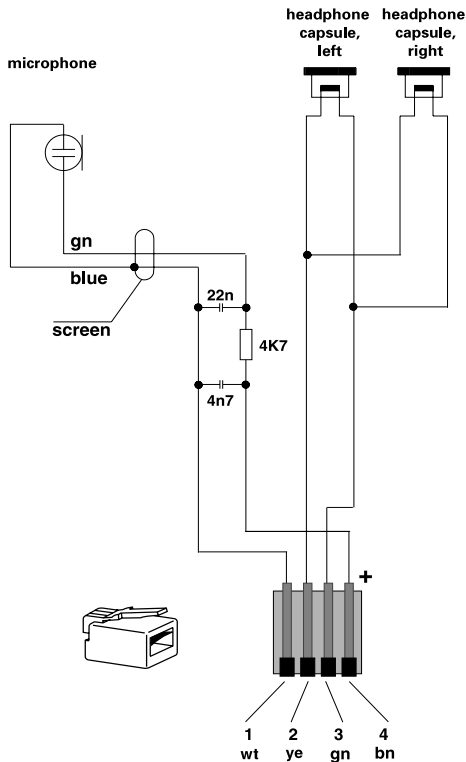 headphone
capsule,
left
headphone
capsule,
right
microphone
gn
blue
screen
22n
4K7
4n7
+
1 2 3 4
wt ye gn bn